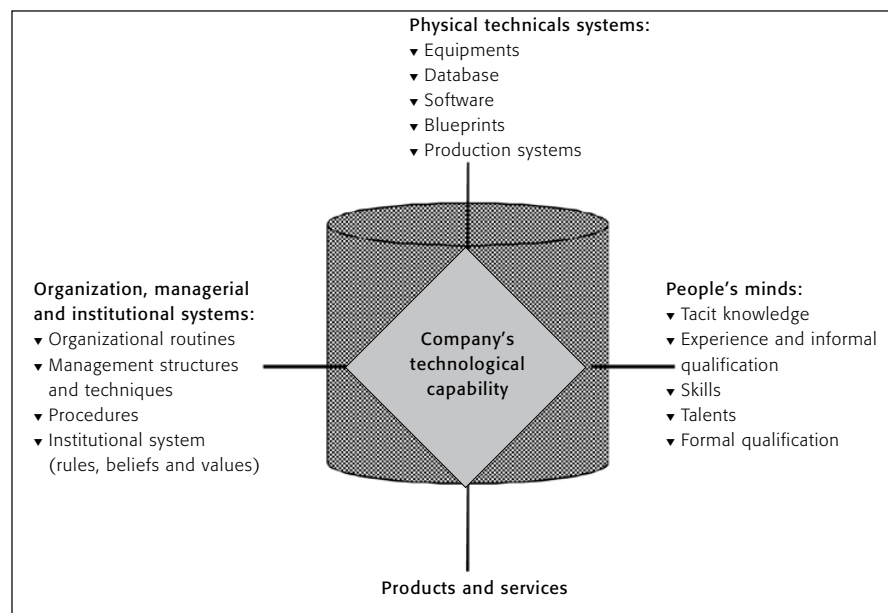 Physical technicals systems:
▾ Equipments
▾ Database
▾ Software
▾ Blueprints
▾ Production systems
Organization, managerial
and institutional systems:
▾ Organizational routines
▾ Management structures
and techniques
▾ Procedures
▾ Institutional system
(rules, beliefs and values)
Company's
technological
capability
People's minds:
▾ Tacit knowledge
▾ Experience and informal
qualification
▾ Skills
▾ Talents
▾ Formal qualification
Products and services